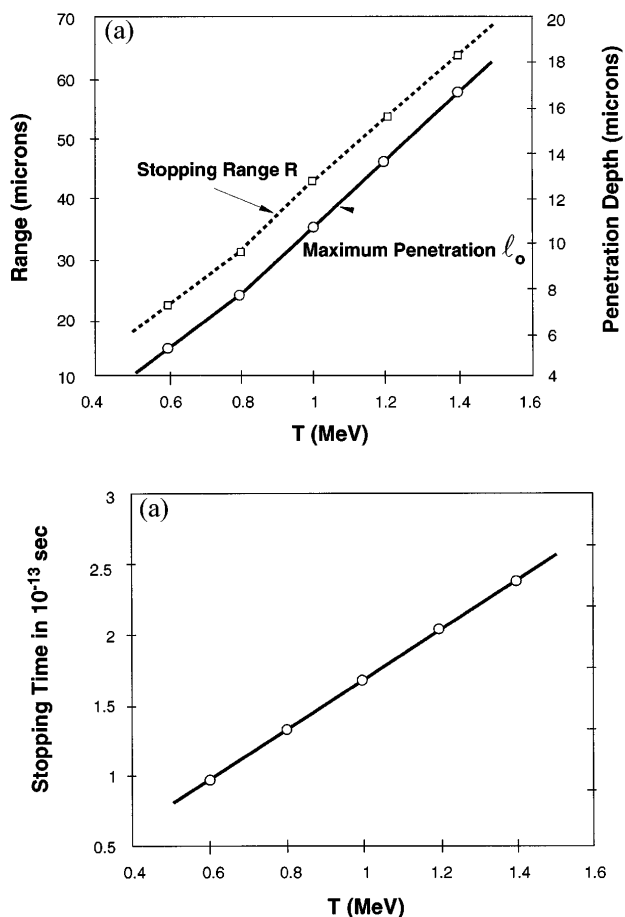 (a)
70
60
50
40
30
20
10
Range (microns)
20
18
16
14
12
10
8
6
4
Penetration Depth (microns)
Stopping Range R
Maximum Penetration ℓo
0.4 0.6 0.8 1 1.2 1.4 1.6
T (MeV)
(a)
3
2.5
2
1.5
1
0.5
Stopping Time in 10-13 sec
0.4 0.6 0.8 1 1.2 1.4 1.6
T (MeV)